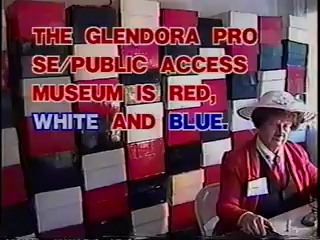 THE GLENDORA PRO
SE/PUBLIC ACCESS
MUSEUM IS RED,
WHITE AND BLUE.